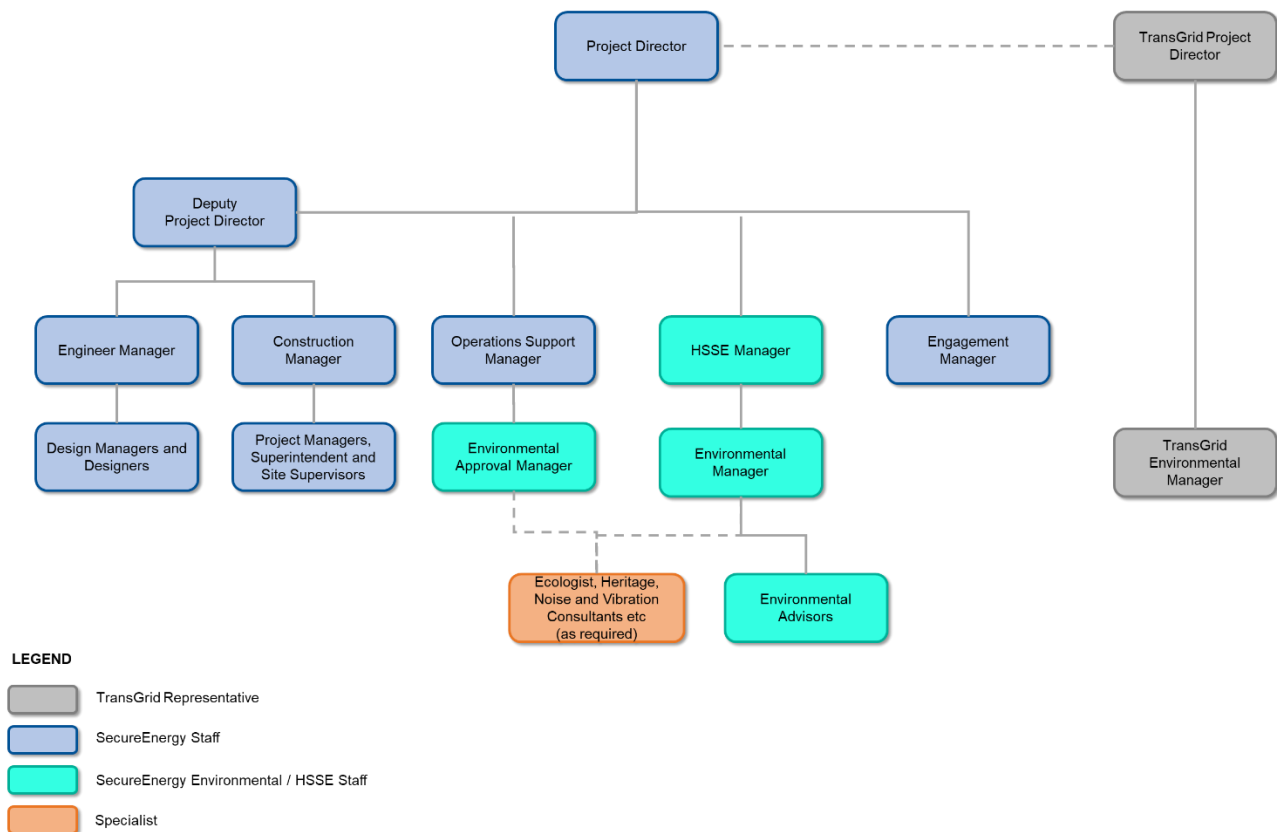 Project Director
TransGrid Project
Director
Deputy
Project Director
Engineer Manager
Construction
Manager
Operations Support
Manager
HSSE Manager
Engagement
Manager
Design Managers and
Designers
Project Managers,
Superintendent and
Site Supervisors
Environmental
Approval Manager
Environmental
Manager
TransGrid
Environmental
Manager
Ecologist, Heritage,
Noise and Vibration
Consultants etc
(as required)
Environmental
Advisors
LEGEND
TransGrid Representative
SecureEnergy Staff
SecureEnergy Environmental / HSSE Staff
Specialist